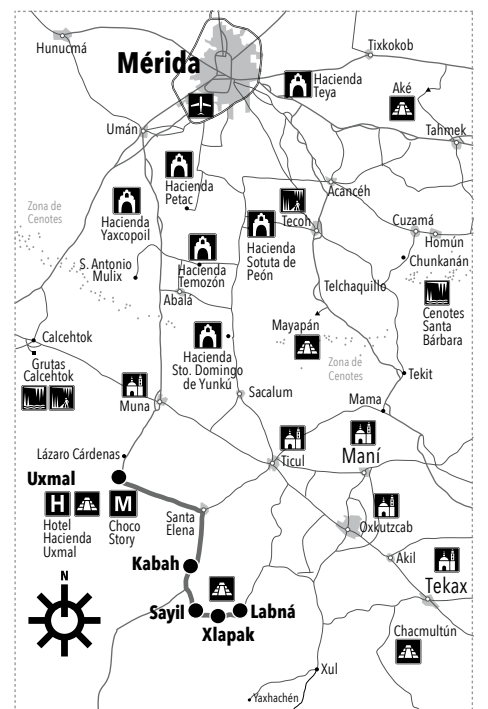 Hunucmá
Tixkokob
Mérida
Hacienda
Teya
Aké
Umán
Tahmek
Hacienda
Petac
Acancéh
Zona de
Cenotes
Hacienda
Yaxcopoil
Tecoh
Cuzamá
Homún
Hacienda
Sotuta de
Peón
Chunkanán
S. Antonio
Mulix
Hacienda
Temozón
Telchaquillo
Abalá
Cenotes
Santa
Bárbara
Mayapán
Calcehtok
Hacienda
Sto. Domingo
de Yunkú
Zona de
Cenotes
Grutas
Calcehtok
Tekit
Muna
Sacalum
Mama
Maní
Lázaro Cárdenas
Ticul
Uxmal
H
M
Hotel
Hacienda
Uxmal
Choco
Story
Santa
Elena
Oxkutzcab
Akil
Kabah
Tekax
N
Sayil
Labná
Xlapak
Chacmultún
Xul
Yaxhachén